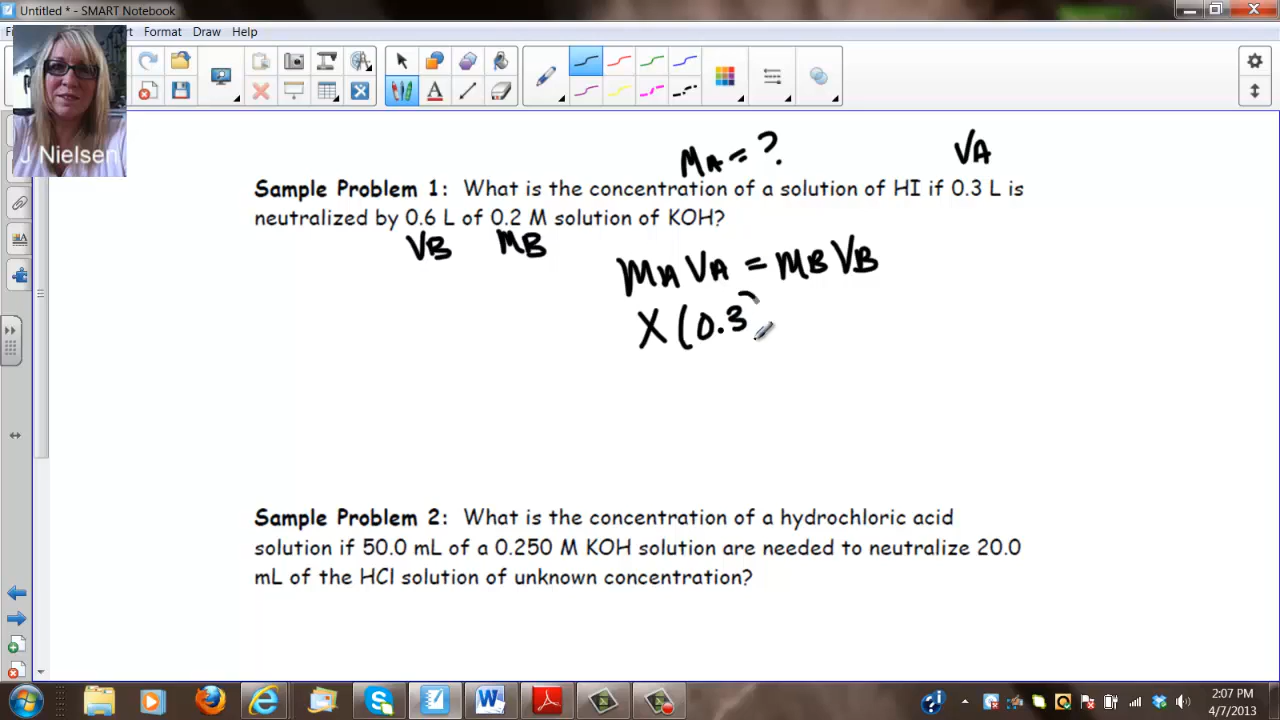 Untitled * - SMART Notebook
Format Draw Help
J Nielsen
MA = ?
VA
Sample Problem 1: What is the concentration of a solution of HI if 0.3 L is
neutralized by 0.6 L of 0.2 M solution of KOH?
VB MB
MA VA = MB VB
X (0.3)
Sample Problem 2: What is the concentration of a hydrochloric acid
solution if 50.0 mL of a 0.250 M KOH solution are needed to neutralize 20.0
mL of the HCl solution of unknown concentration?
2:07 PM
4/7/2013